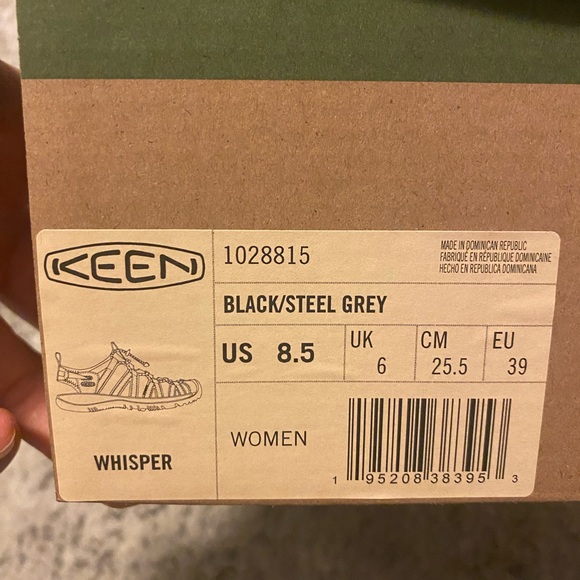 KEEN
1028815
MADE IN DOMINICAN REPUBLIC
FABRIQUÉ EN RÉPUBLIQUE DOMINICAINE
HECHO EN REPUBLICA DOMINICANA
BLACK/STEEL GREY
US 8.5
UK
6
CM
25.5
EU
39
WHISPER
WOMEN
1 95208 38395 3